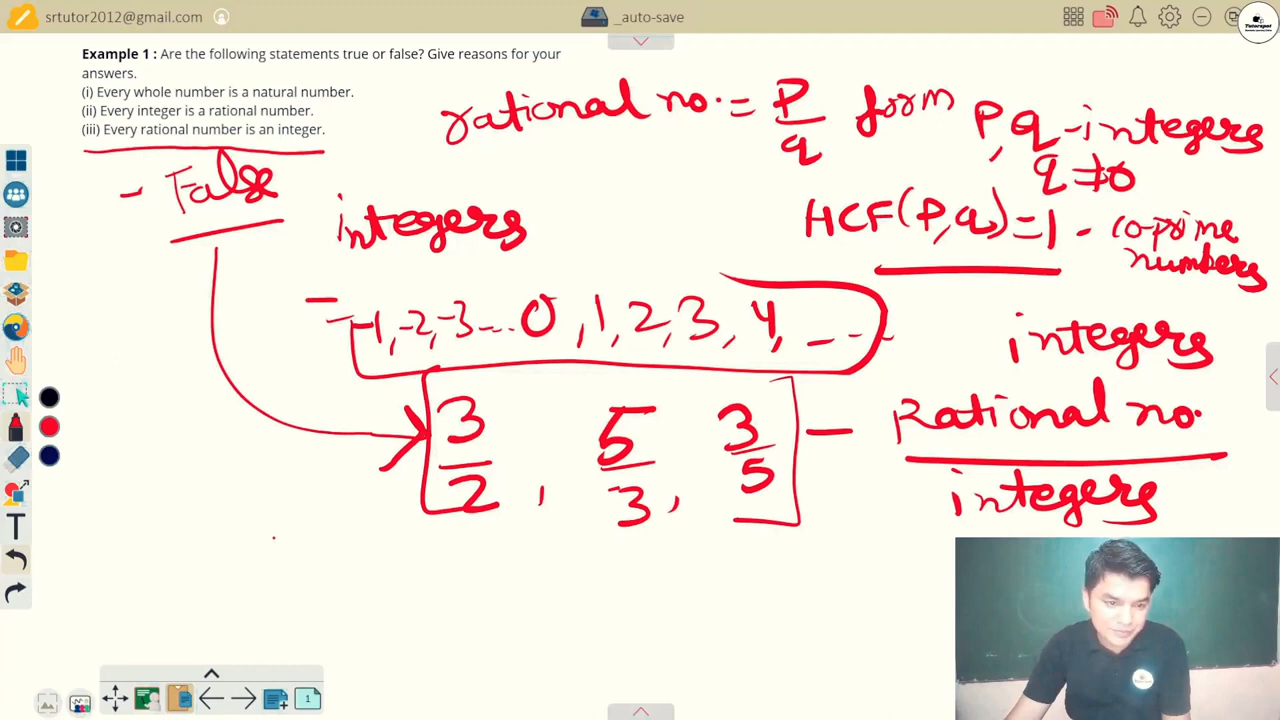 srtutor2012@gmail.com
_auto-save
Tutorspot
Example 1 : Are the following statements true or false? Give reasons for your
answers.
(i) Every whole number is a natural number.
(ii) Every integer is a rational number.
(iii) Every rational number is an integer.
rational no. = P/q form P, q - integers
q ≠ 0
- False
integers
HCF(P,q) = 1 - co-prime
numbers
-1, -2, -3 ... 0, 1, 2, 3, 4, ...
integers
3/2, 5/3, 3/5 - Rational no.
integers
T
1